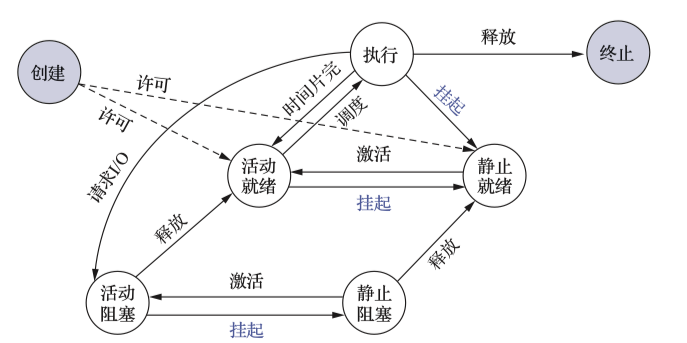 释放
执行
终止
创建
许可
时间片完
挂起
许可
调度
激活
活动
就绪
静止
就绪
请求I/O
挂起
释放
释放
激活
活动
阻塞
静止
阻塞
挂起